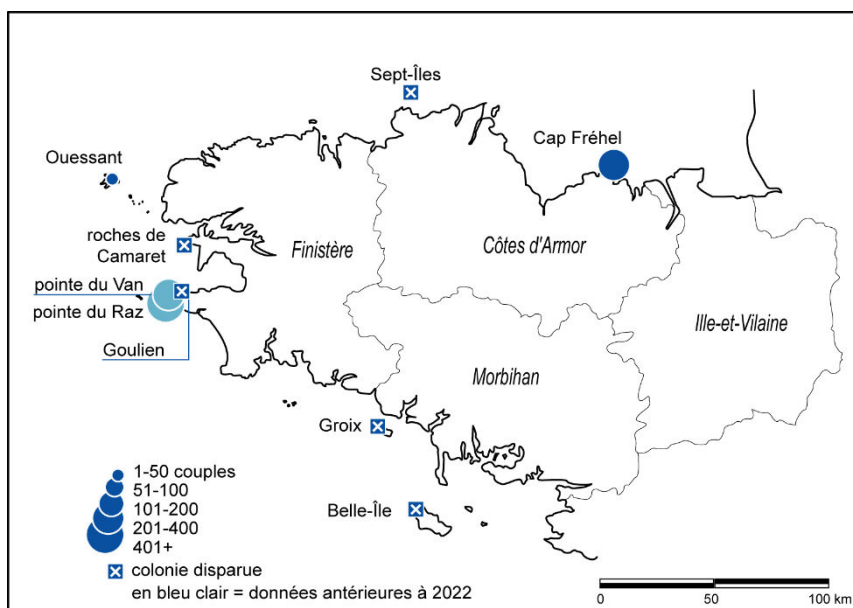 Sept-Îles
Cap Fréhel
Ouessant
roches de
Camaret
Finistère
Côtes d'Armor
pointe du Van
pointe du Raz
Goulien
Ille-et-Vilaine
Morbihan
Groix
Belle-Île
1-50 couples
51-100
101-200
201-400
401+
colonie disparue
en bleu clair = données antérieures à 2022
0 50 100 km